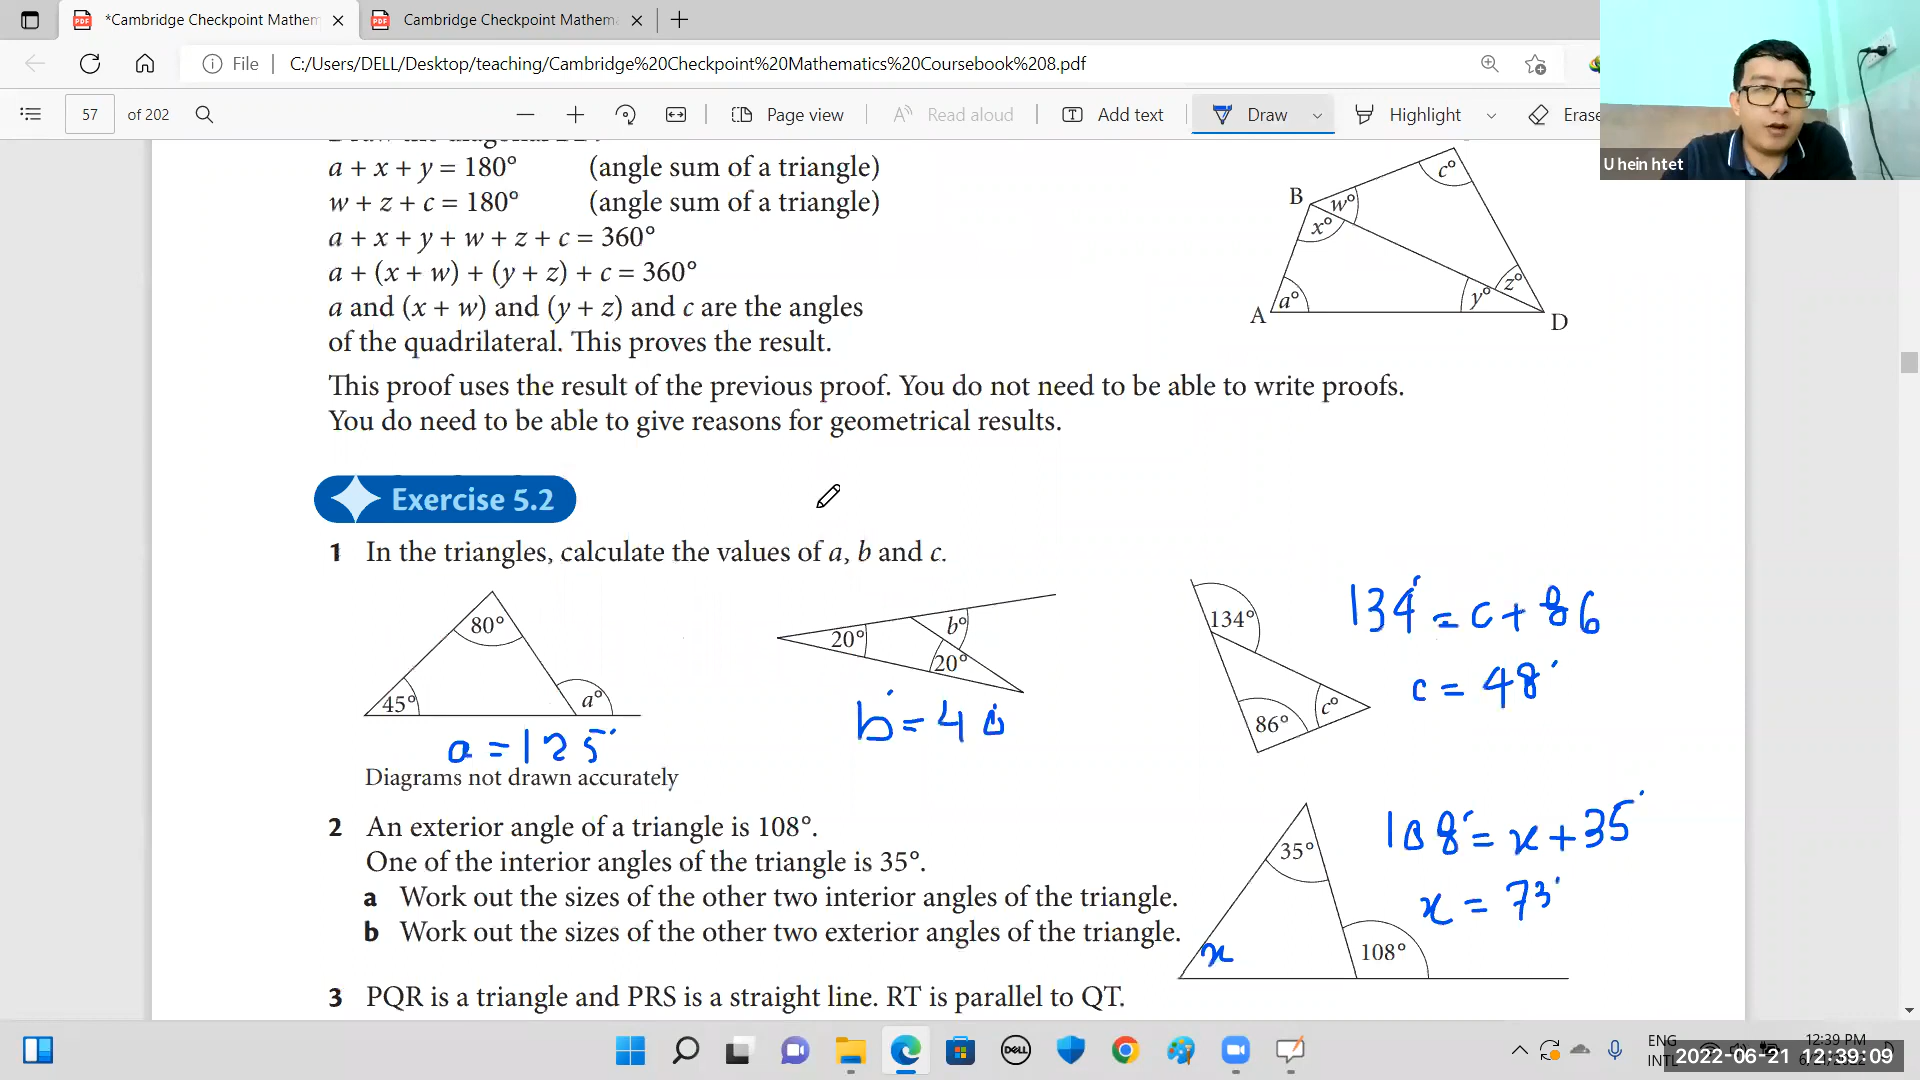 *Cambridge Checkpoint Mathem
Cambridge Checkpoint Mathema
File
C:/Users/DELL/Desktop/teaching/Cambridge%20Checkpoint%20Mathematics%20Coursebook%208.pdf
57 of 202
Page view
Read aloud
Add text
Draw
Highlight
Erase
U hein htet
a + x + y = 180° (angle sum of a triangle)
w + z + c = 180° (angle sum of a triangle)
a + x + y + w + z + c = 360°
a + (x + w) + (y + z) + c = 360°
a and (x + w) and (y + z) and c are the angles
of the quadrilateral. This proves the result.
B
c°
w°
x°
a°
y°
z°
A
D
This proof uses the result of the previous proof. You do not need to be able to write proofs.
You do need to be able to give reasons for geometrical results.
Exercise 5.2
1 In the triangles, calculate the values of a, b and c.
80°
45°
a°
a = 125°
20°
b°
20°
b° = 40
134°
86°
c°
134° = c + 86
c = 48°
Diagrams not drawn accurately
2 An exterior angle of a triangle is 108°.
One of the interior angles of the triangle is 35°.
a Work out the sizes of the other two interior angles of the triangle.
b Work out the sizes of the other two exterior angles of the triangle.
35°
108°
x
108° = x + 35°
x = 73°
3 PQR is a triangle and PRS is a straight line. RT is parallel to QT.
DELL
ENG
INTL
12:39 PM
2022-06-21 12:39:09